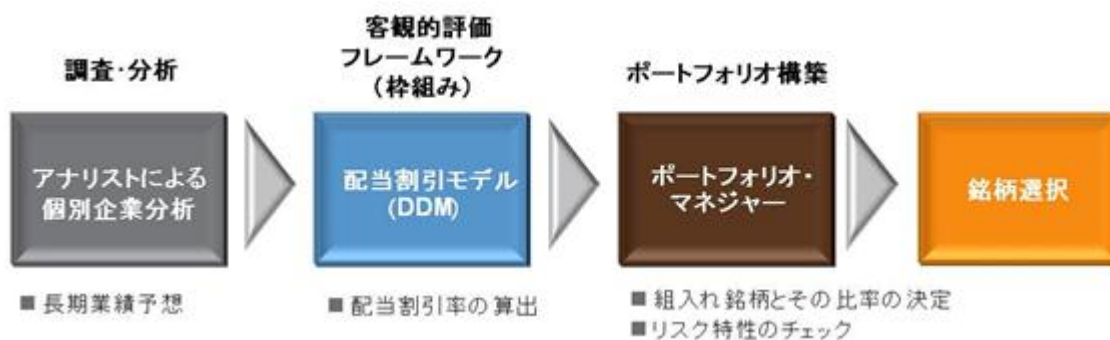 調査・分析
客観的評価
フレームワーク
（枠組み）
ポートフォリオ構築
アナリストによる
個別企業分析
配当割引モデル
(DDM)
ポートフォリオ・
マネジャー
銘柄選択
■長期業績予想
■配当割引率の算出
■組入れ銘柄とその比率の決定
■リスク特性のチェック